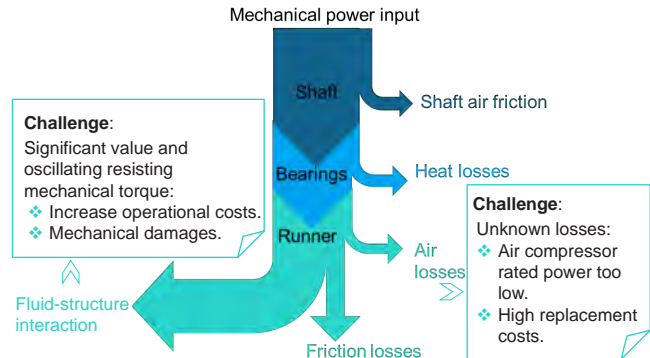 Mechanical power input
Shaft
Shaft air friction
Challenge:
Significant value and
oscillating resisting
mechanical torque:
❖ Increase operational costs.
❖ Mechanical damages.
Bearings
Heat losses
Runner
Air
losses
Challenge:
Unknown losses:
❖ Air compressor
rated power too
low.
❖ High replacement
costs.
Fluid-structure
interaction
Friction losses